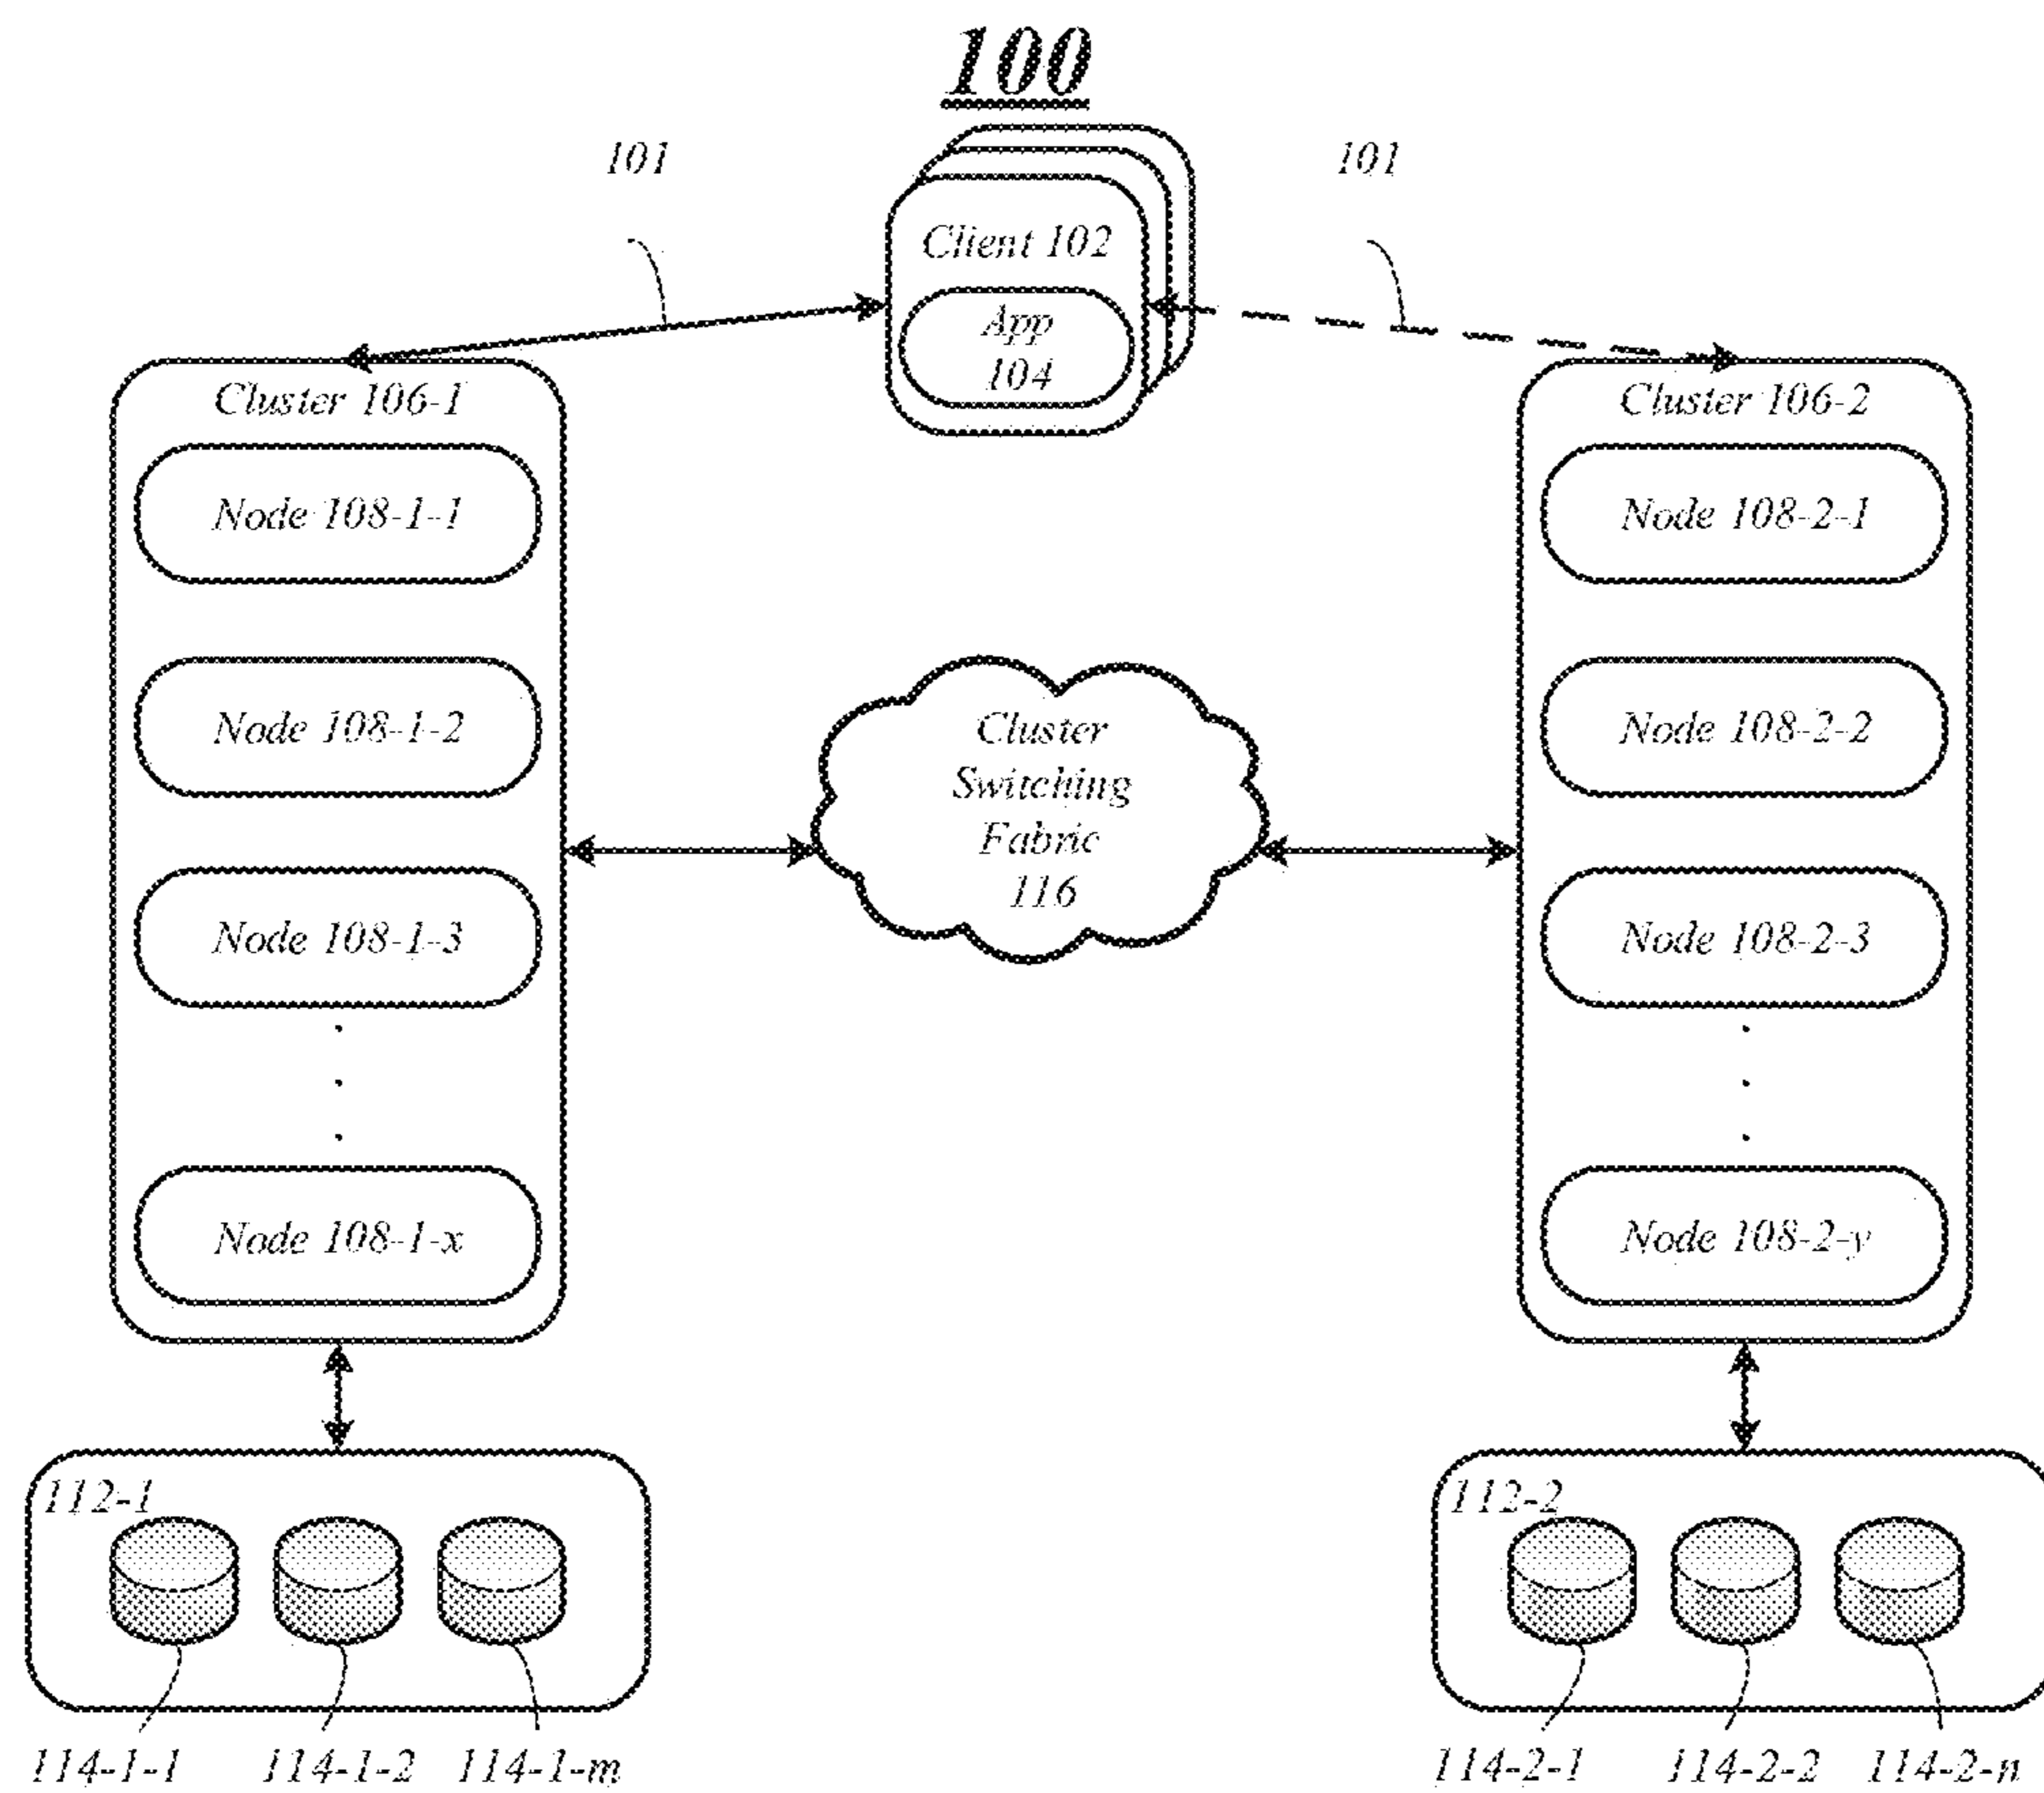 100
101
101
Client 102
App
104
Cluster 106-1
Node 108-1-1
Node 108-1-2
Node 108-1-3
Node 108-1-x
Cluster
Switching
Fabric
116
Cluster 106-2
Node 108-2-1
Node 108-2-2
Node 108-2-3
Node 108-2-y
112-1
114-1-1
114-1-2
114-1-m
112-2
114-2-1
114-2-2
114-2-n